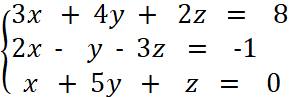 3x + 4y + 2z = 8
2x - y - 3z = -1
x + 5y + z = 0